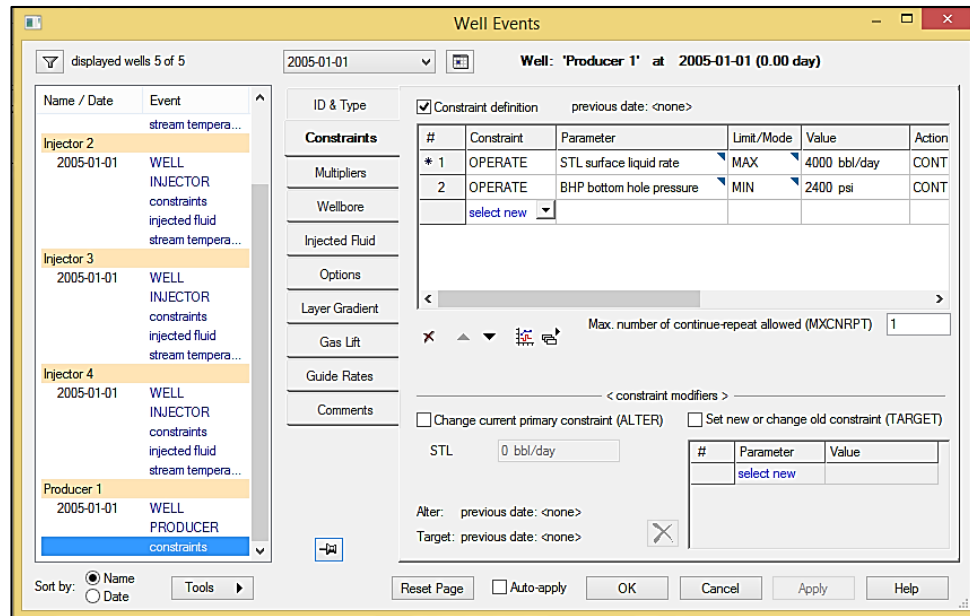 Well Events
displayed wells 5 of 5
2005-01-01
Well: 'Producer 1' at 2005-01-01 (0.00 day)
Name / Date Event
stream tempera...
Injector 2
2005-01-01 WELL
INJECTOR
constraints
injected fluid
stream tempera...
Injector 3
2005-01-01 WELL
INJECTOR
constraints
injected fluid
stream tempera...
Injector 4
2005-01-01 WELL
INJECTOR
constraints
injected fluid
stream tempera...
Producer 1
2005-01-01 WELL
PRODUCER
constraints
Sort by: Name
Date
Tools
ID & Type
Constraints
Multipliers
Wellbore
Injected Fluid
Options
Layer Gradient
Gas Lift
Guide Rates
Comments
Constraint definition previous date: <none>
# Constraint Parameter Limit/Mode Value Action
* 1 OPERATE STL surface liquid rate MAX 4000 bbl/day CONT
2 OPERATE BHP bottom hole pressure MIN 2400 psi CONT
select new
Max. number of continue-repeat allowed (MXCNRPT) 1
< constraint modifiers >
Change current primary constraint (ALTER)
STL 0 bbl/day
Set new or change old constraint (TARGET)
# Parameter Value
select new
Alter: previous date: <none>
Target: previous date: <none>
Reset Page Auto-apply OK Cancel Apply Help